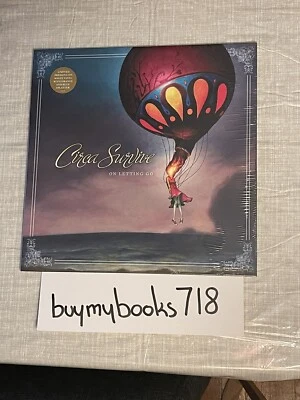 Circa Survive
ON LETTING GO
buymybooks718